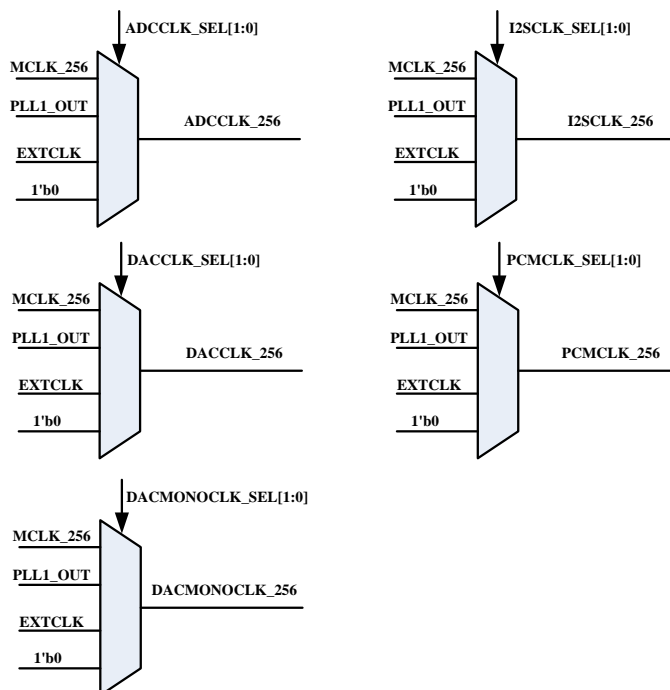 ADCCLK_SEL[1:0]
MCLK_256
PLL1_OUT
ADCCLK_256
EXTCLK
1'b0
I2SCLK_SEL[1:0]
MCLK_256
PLL1_OUT
I2SCLK_256
EXTCLK
1'b0
DACCLK_SEL[1:0]
MCLK_256
PLL1_OUT
DACCLK_256
EXTCLK
1'b0
PCMCLK_SEL[1:0]
MCLK_256
PLL1_OUT
PCMCLK_256
EXTCLK
1'b0
DACMONOCLK_SEL[1:0]
MCLK_256
PLL1_OUT
DACMONOCLK_256
EXTCLK
1'b0